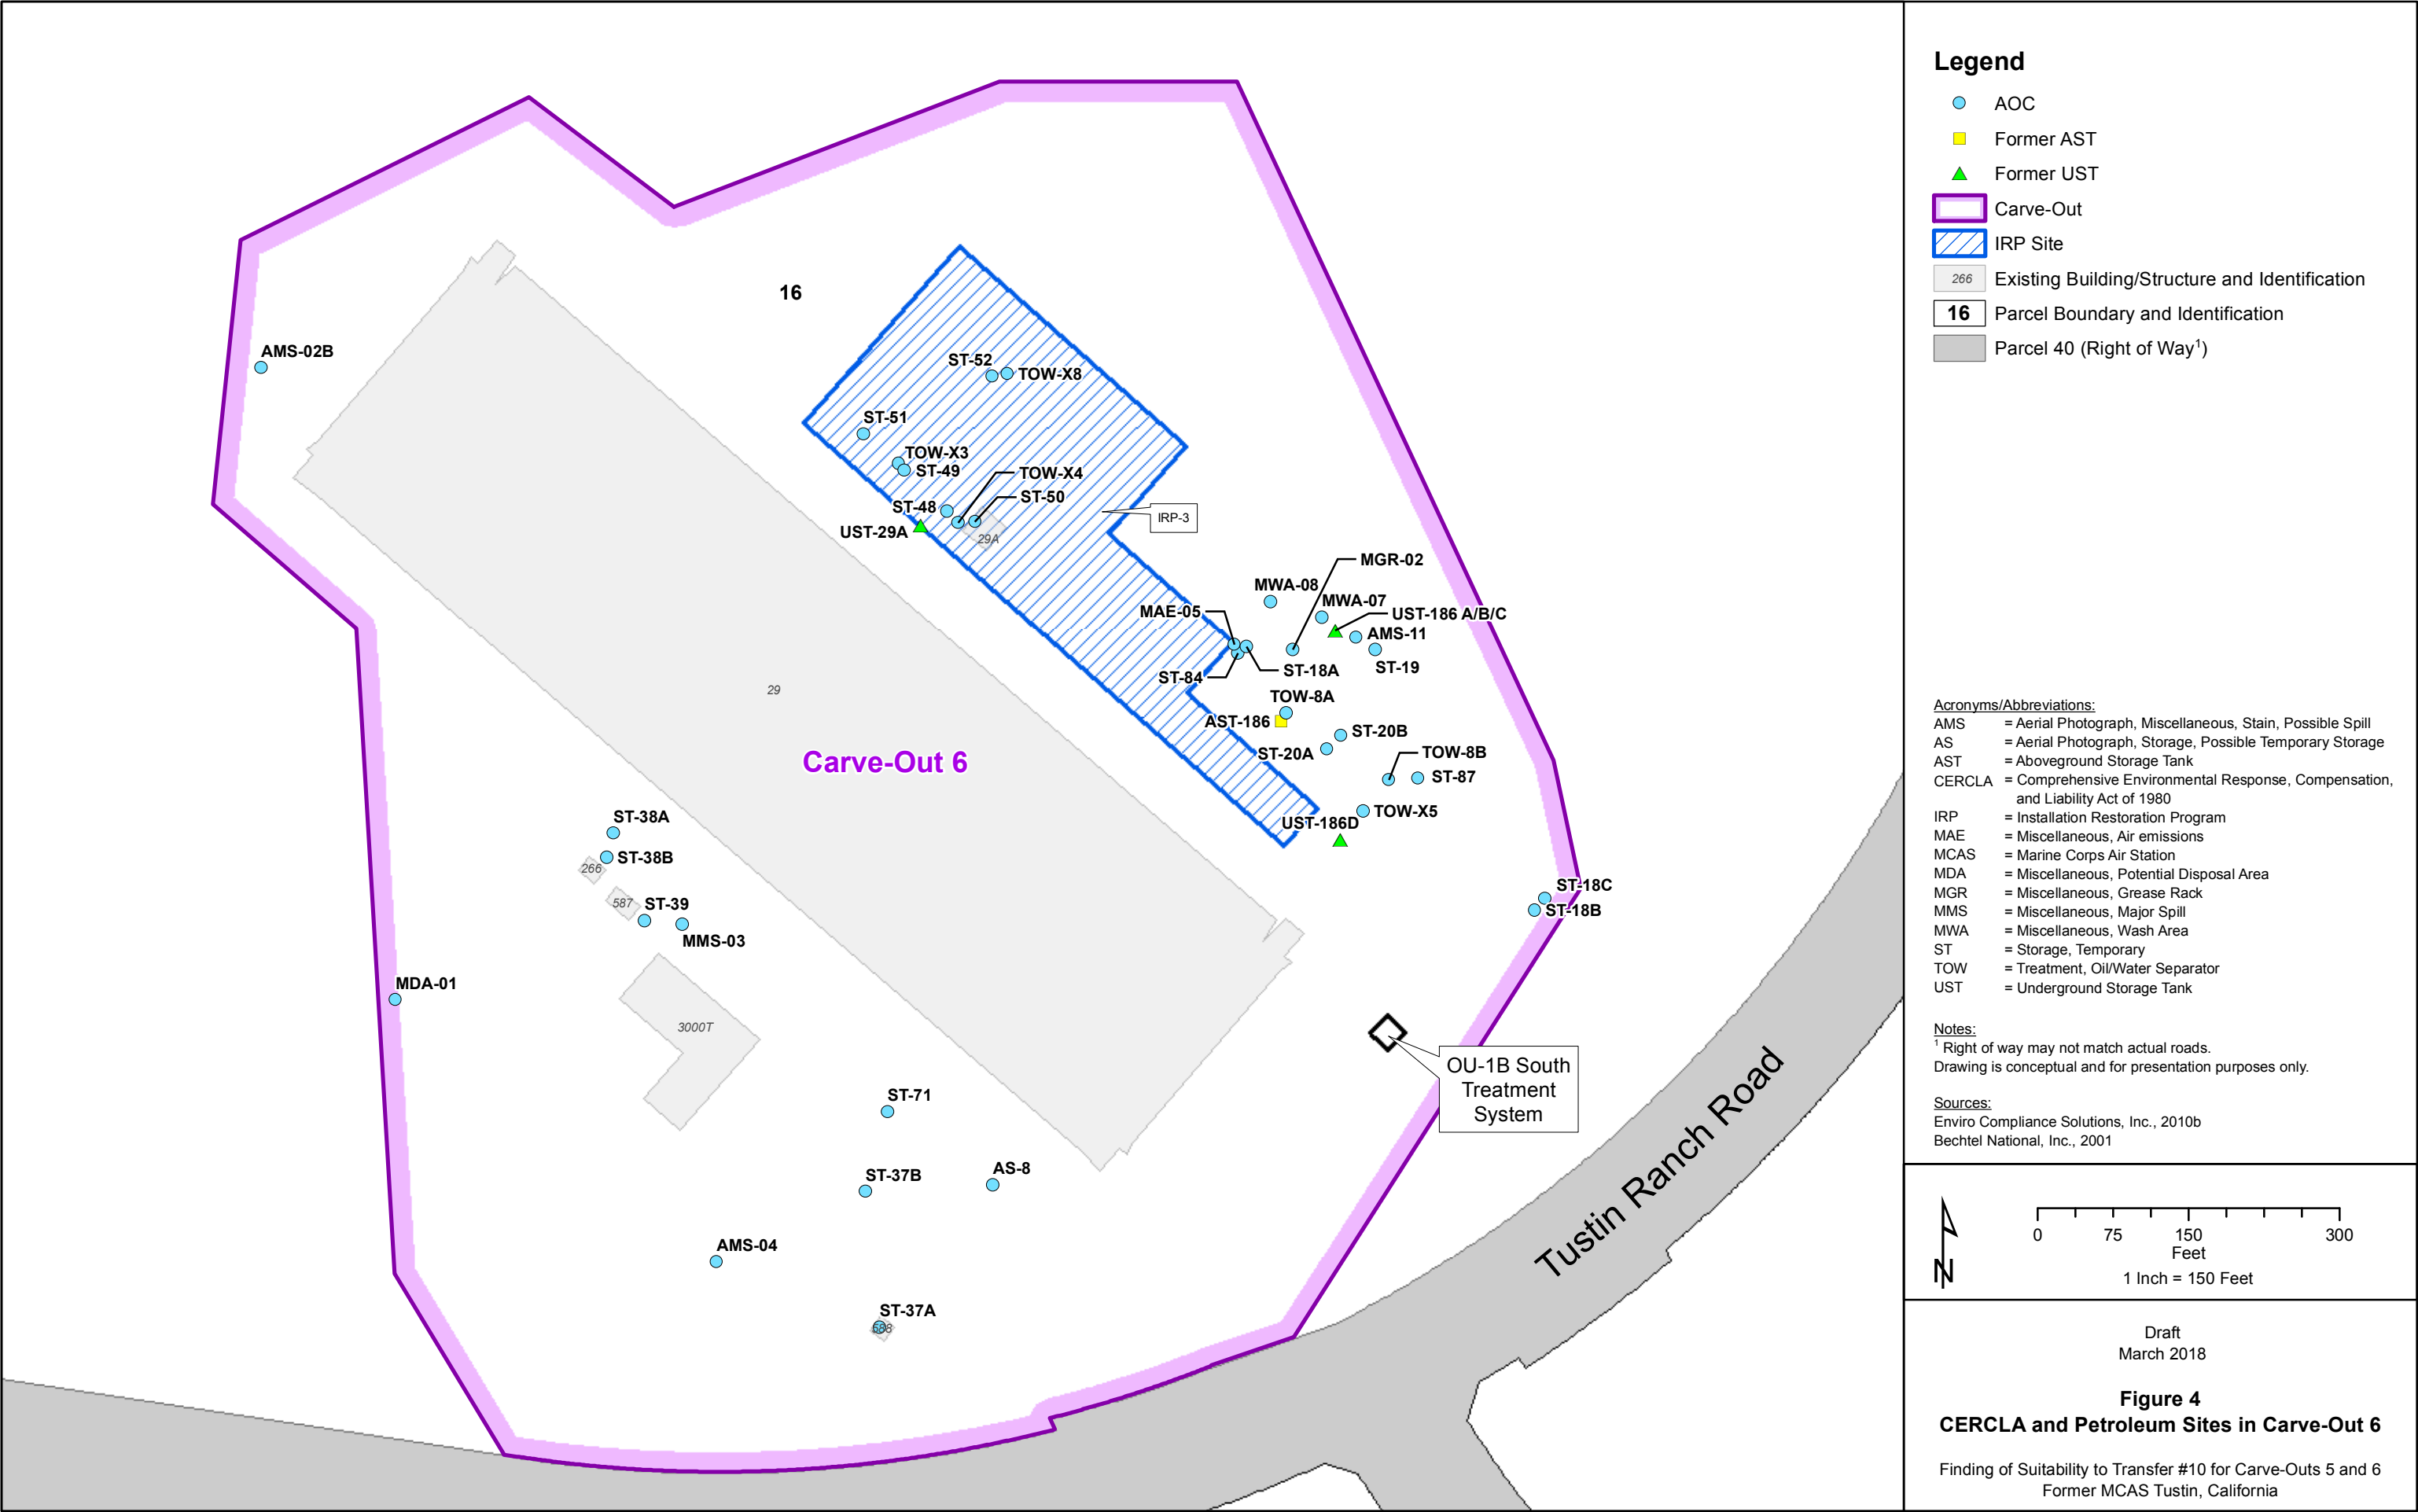 16
AMS-02B
ST-52
TOW-X8
ST-51
TOW-X3
ST-49
TOW-X4
ST-50
ST-48
UST-29A
29A
IRP-3
MGR-02
MWA-08
MWA-07
MAE-05
UST-186 A/B/C
AMS-11
ST-19
ST-18A
ST-84
29
TOW-8A
AST-186
ST-20B
ST-20A
TOW-8B
ST-87
Carve-Out 6
TOW-X5
UST-186D
ST-38A
ST-38B
266
587
ST-39
MMS-03
ST-18C
ST-18B
MDA-01
3000T
OU-1B South
Treatment
System
ST-71
ST-37B
AS-8
AMS-04
ST-37A
Tustin Ranch Road
Legend
AOC
Former AST
Former UST
Carve-Out
IRP Site
266 Existing Building/Structure and Identification
16 Parcel Boundary and Identification
Parcel 40 (Right of Way1)
Acronyms/Abbreviations:
AMS = Aerial Photograph, Miscellaneous, Stain, Possible Spill
AS = Aerial Photograph, Storage, Possible Temporary Storage
AST = Aboveground Storage Tank
CERCLA = Comprehensive Environmental Response, Compensation,
and Liability Act of 1980
IRP = Installation Restoration Program
MAE = Miscellaneous, Air emissions
MCAS = Marine Corps Air Station
MDA = Miscellaneous, Potential Disposal Area
MGR = Miscellaneous, Grease Rack
MMS = Miscellaneous, Major Spill
MWA = Miscellaneous, Wash Area
ST = Storage, Temporary
TOW = Treatment, Oil/Water Separator
UST = Underground Storage Tank
Notes:
1 Right of way may not match actual roads.
Drawing is conceptual and for presentation purposes only.
Sources:
Enviro Compliance Solutions, Inc., 2010b
Bechtel National, Inc., 2001
N
0 75 150 300
Feet
1 Inch = 150 Feet
Draft
March 2018
Figure 4
CERCLA and Petroleum Sites in Carve-Out 6
Finding of Suitability to Transfer #10 for Carve-Outs 5 and 6
Former MCAS Tustin, California